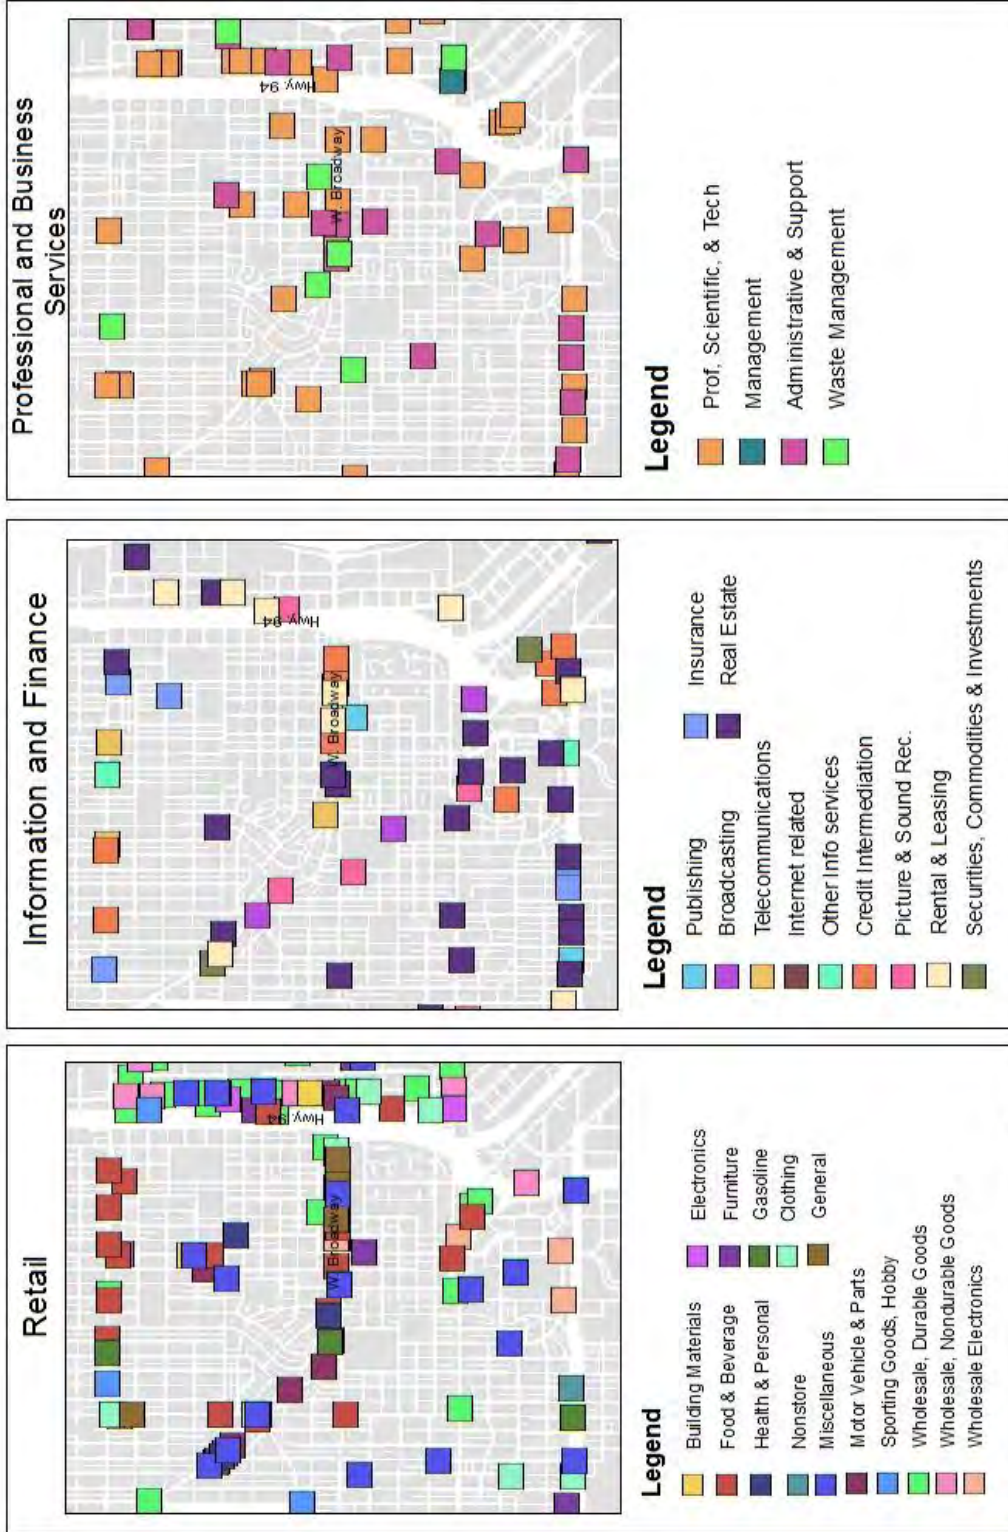 Retail
W. Broadway
Hwy. 94
Legend
Building Materials
Food & Beverage
Health & Personal
Nonstore
Miscellaneous
Motor Vehicle & Parts
Sporting Goods, Hobby
Wholesale, Durable Goods
Wholesale, Nondurable Goods
Wholesale Electronics
Electronics
Furniture
Gasoline
Clothing
General
Information and Finance
W. Broadway
Hwy. 94
Legend
Publishing
Broadcasting
Telecommunications
Internet related
Other Info services
Credit Intermediation
Picture & Sound Rec.
Rental & Leasing
Securities, Commodities & Investments
Insurance
Real Estate
Professional and Business
Services
W. Broadway
Hwy. 94
Legend
Prof, Scientific, & Tech
Management
Administrative & Support
Waste Management